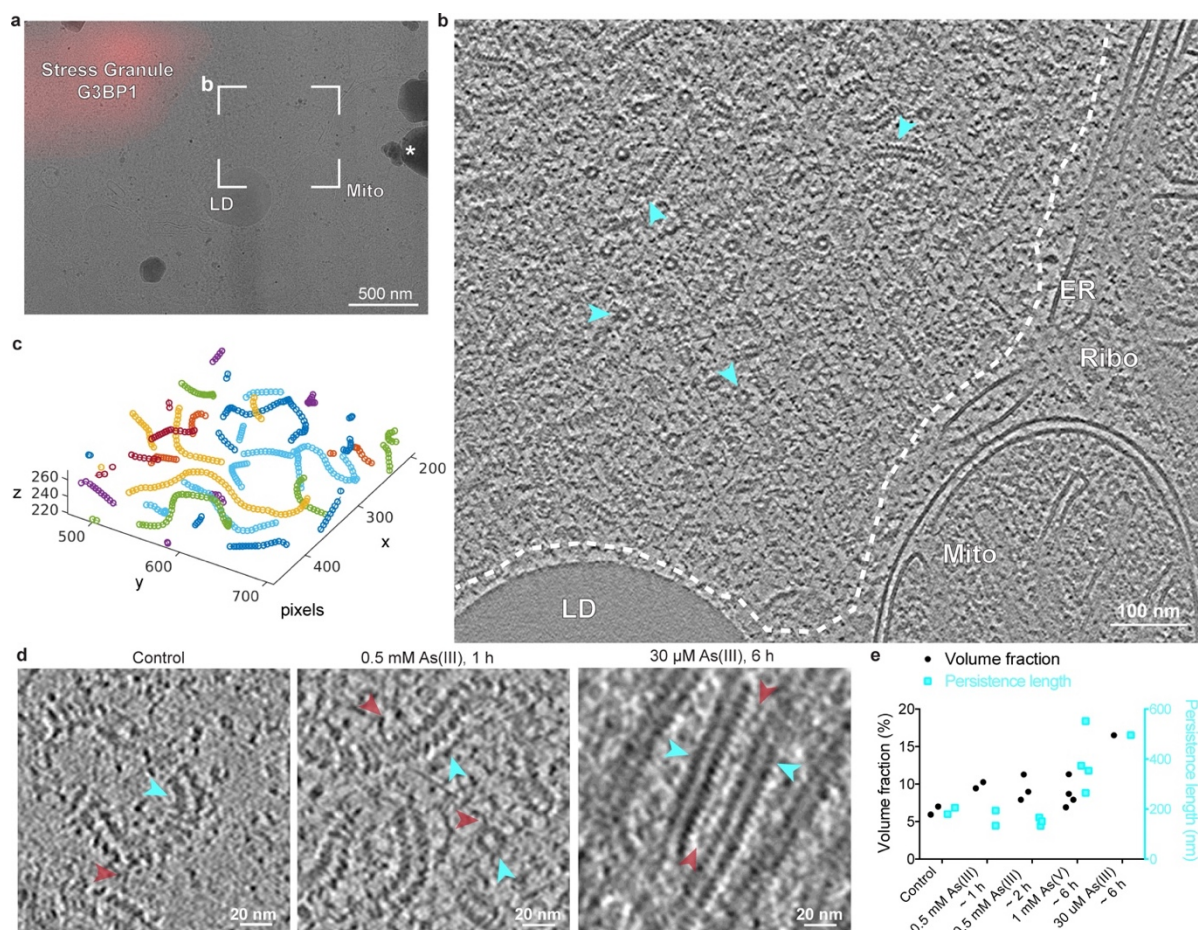 a
Stress Granule
G3BP1
b
*
LD
Mito
500 nm
b
ER
Ribo
Mito
LD
100 nm
c
260
240
220
z
500
600
700
y
200
300
400
x
pixels
d
Control
0.5 mM As(III), 1 h
30 µM As(III), 6 h
20 nm
20 nm
20 nm
e
Volume fraction
Persistence length
20
15
10
5
0
Volume fraction (%)
600
400
200
0
Persistence length
(nm)
Control
0.5 mM As(III)
~ 1 h
0.5 mM As(III)
~ 2 h
1 mM As(V)
~ 6 h
30 uM As(III)
~ 6 h